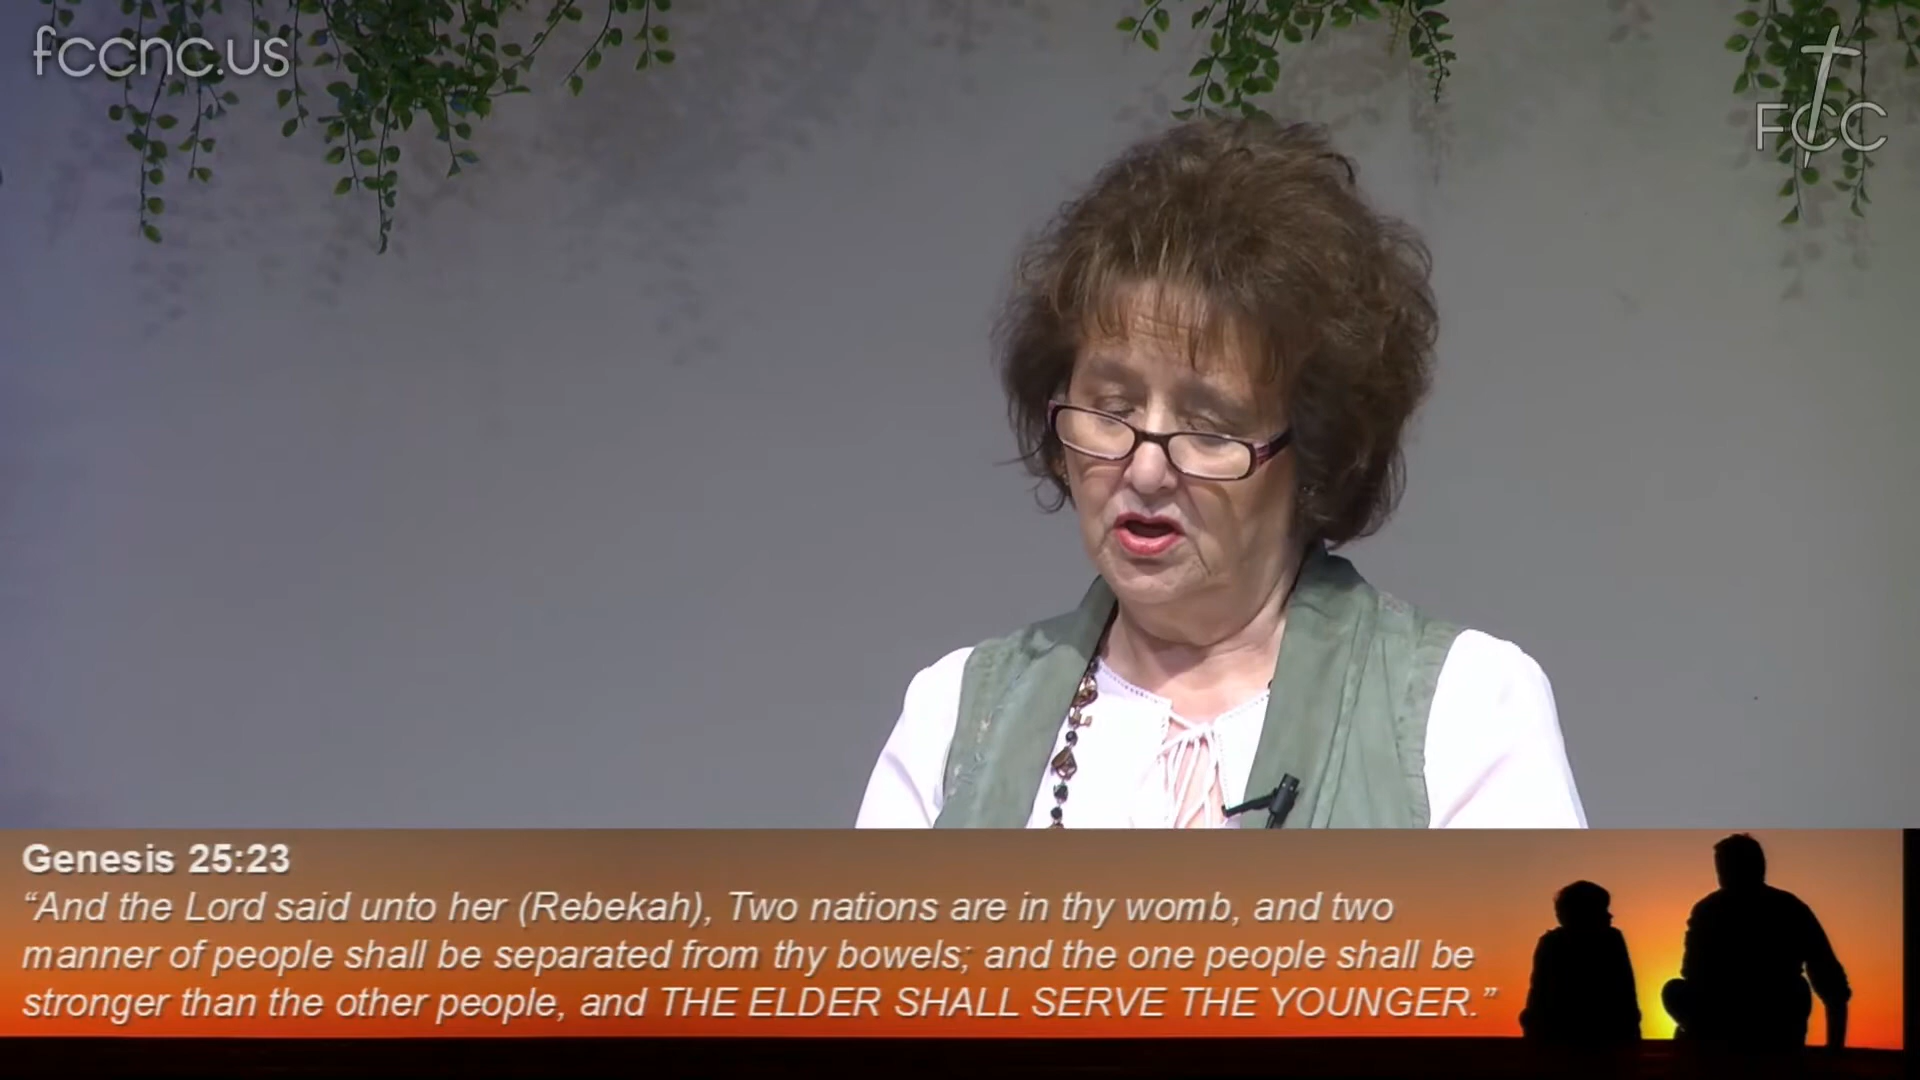 fccnc.us
FCC
Genesis 25:23
“And the Lord said unto her (Rebekah), Two nations are in thy womb, and two
manner of people shall be separated from thy bowels; and the one people shall be
stronger than the other people, and THE ELDER SHALL SERVE THE YOUNGER.”